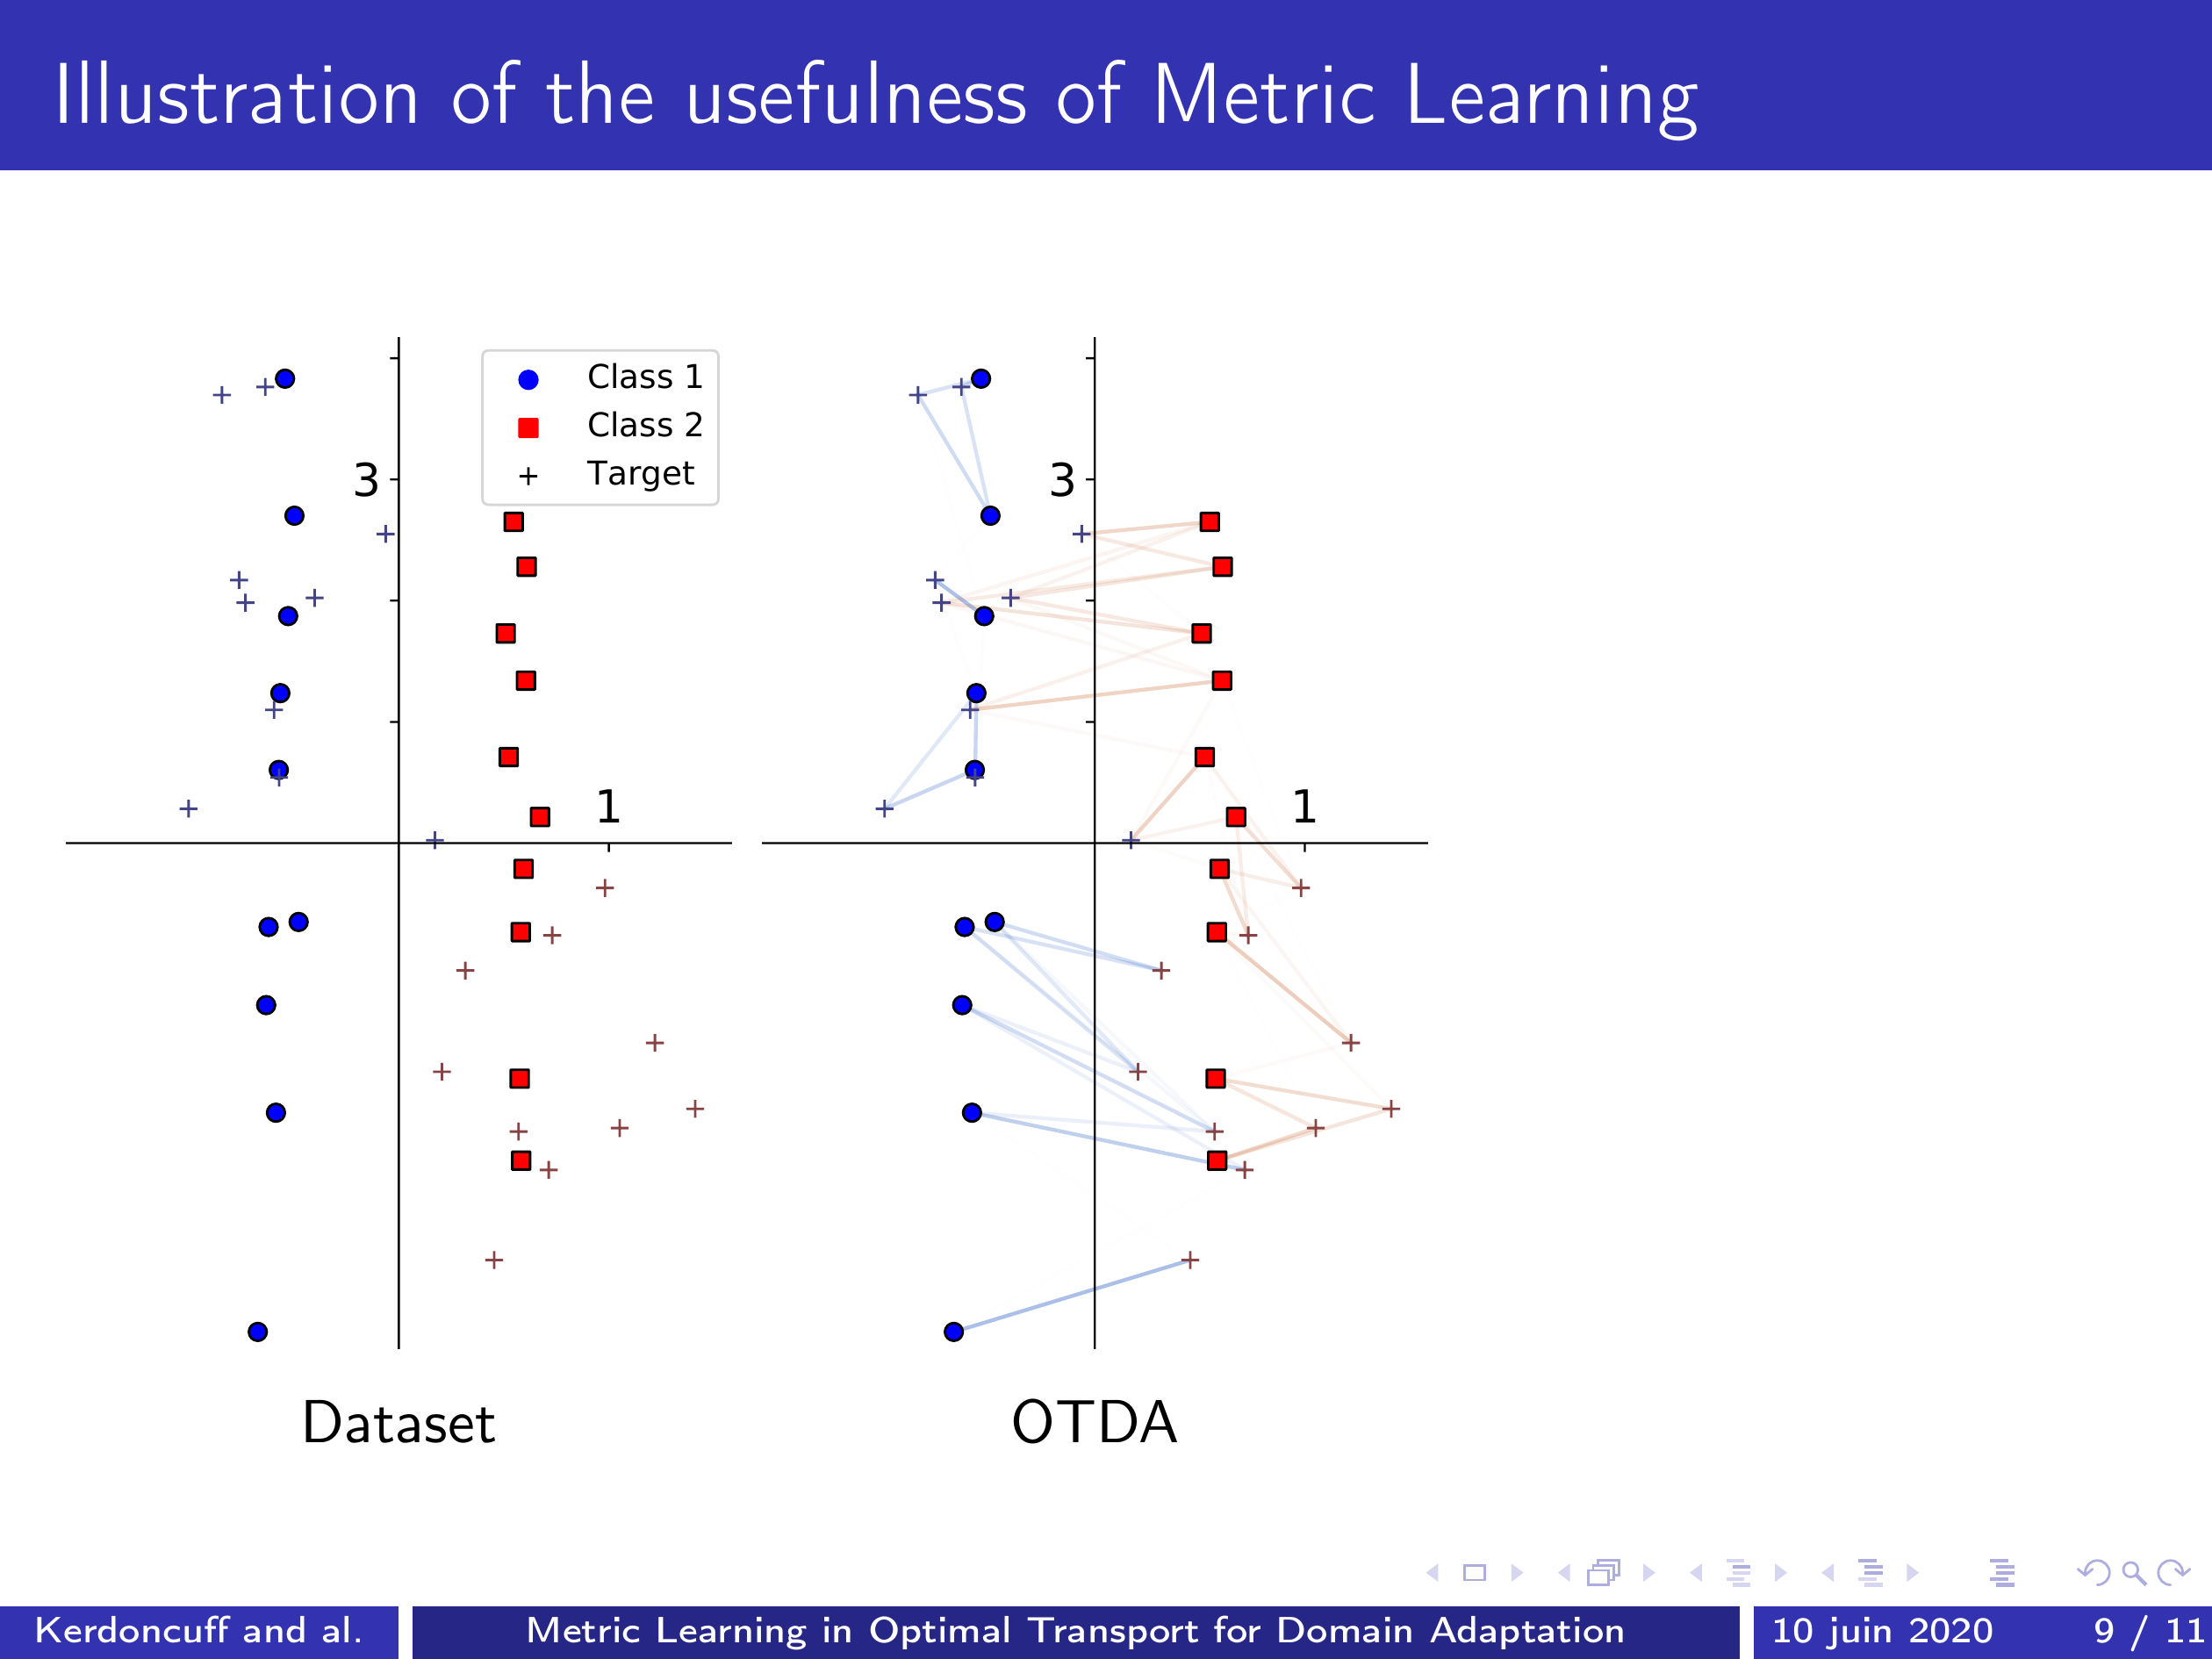 Illustration of the usefulness of Metric Learning
Class 1
Class 2
Target
3
1
3
1
Dataset
OTDA
Kerdoncuff and al.
Metric Learning in Optimal Transport for Domain Adaptation
10 juin 2020
9 / 11